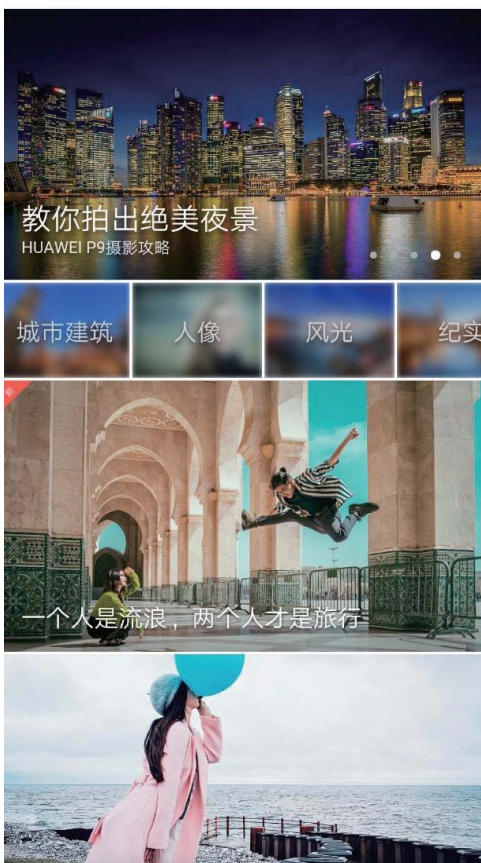 教你拍出绝美夜景
HUAWEI P9摄影攻略
城市建筑
人像
风光
纪实
一个人是流浪，两个人才是旅行